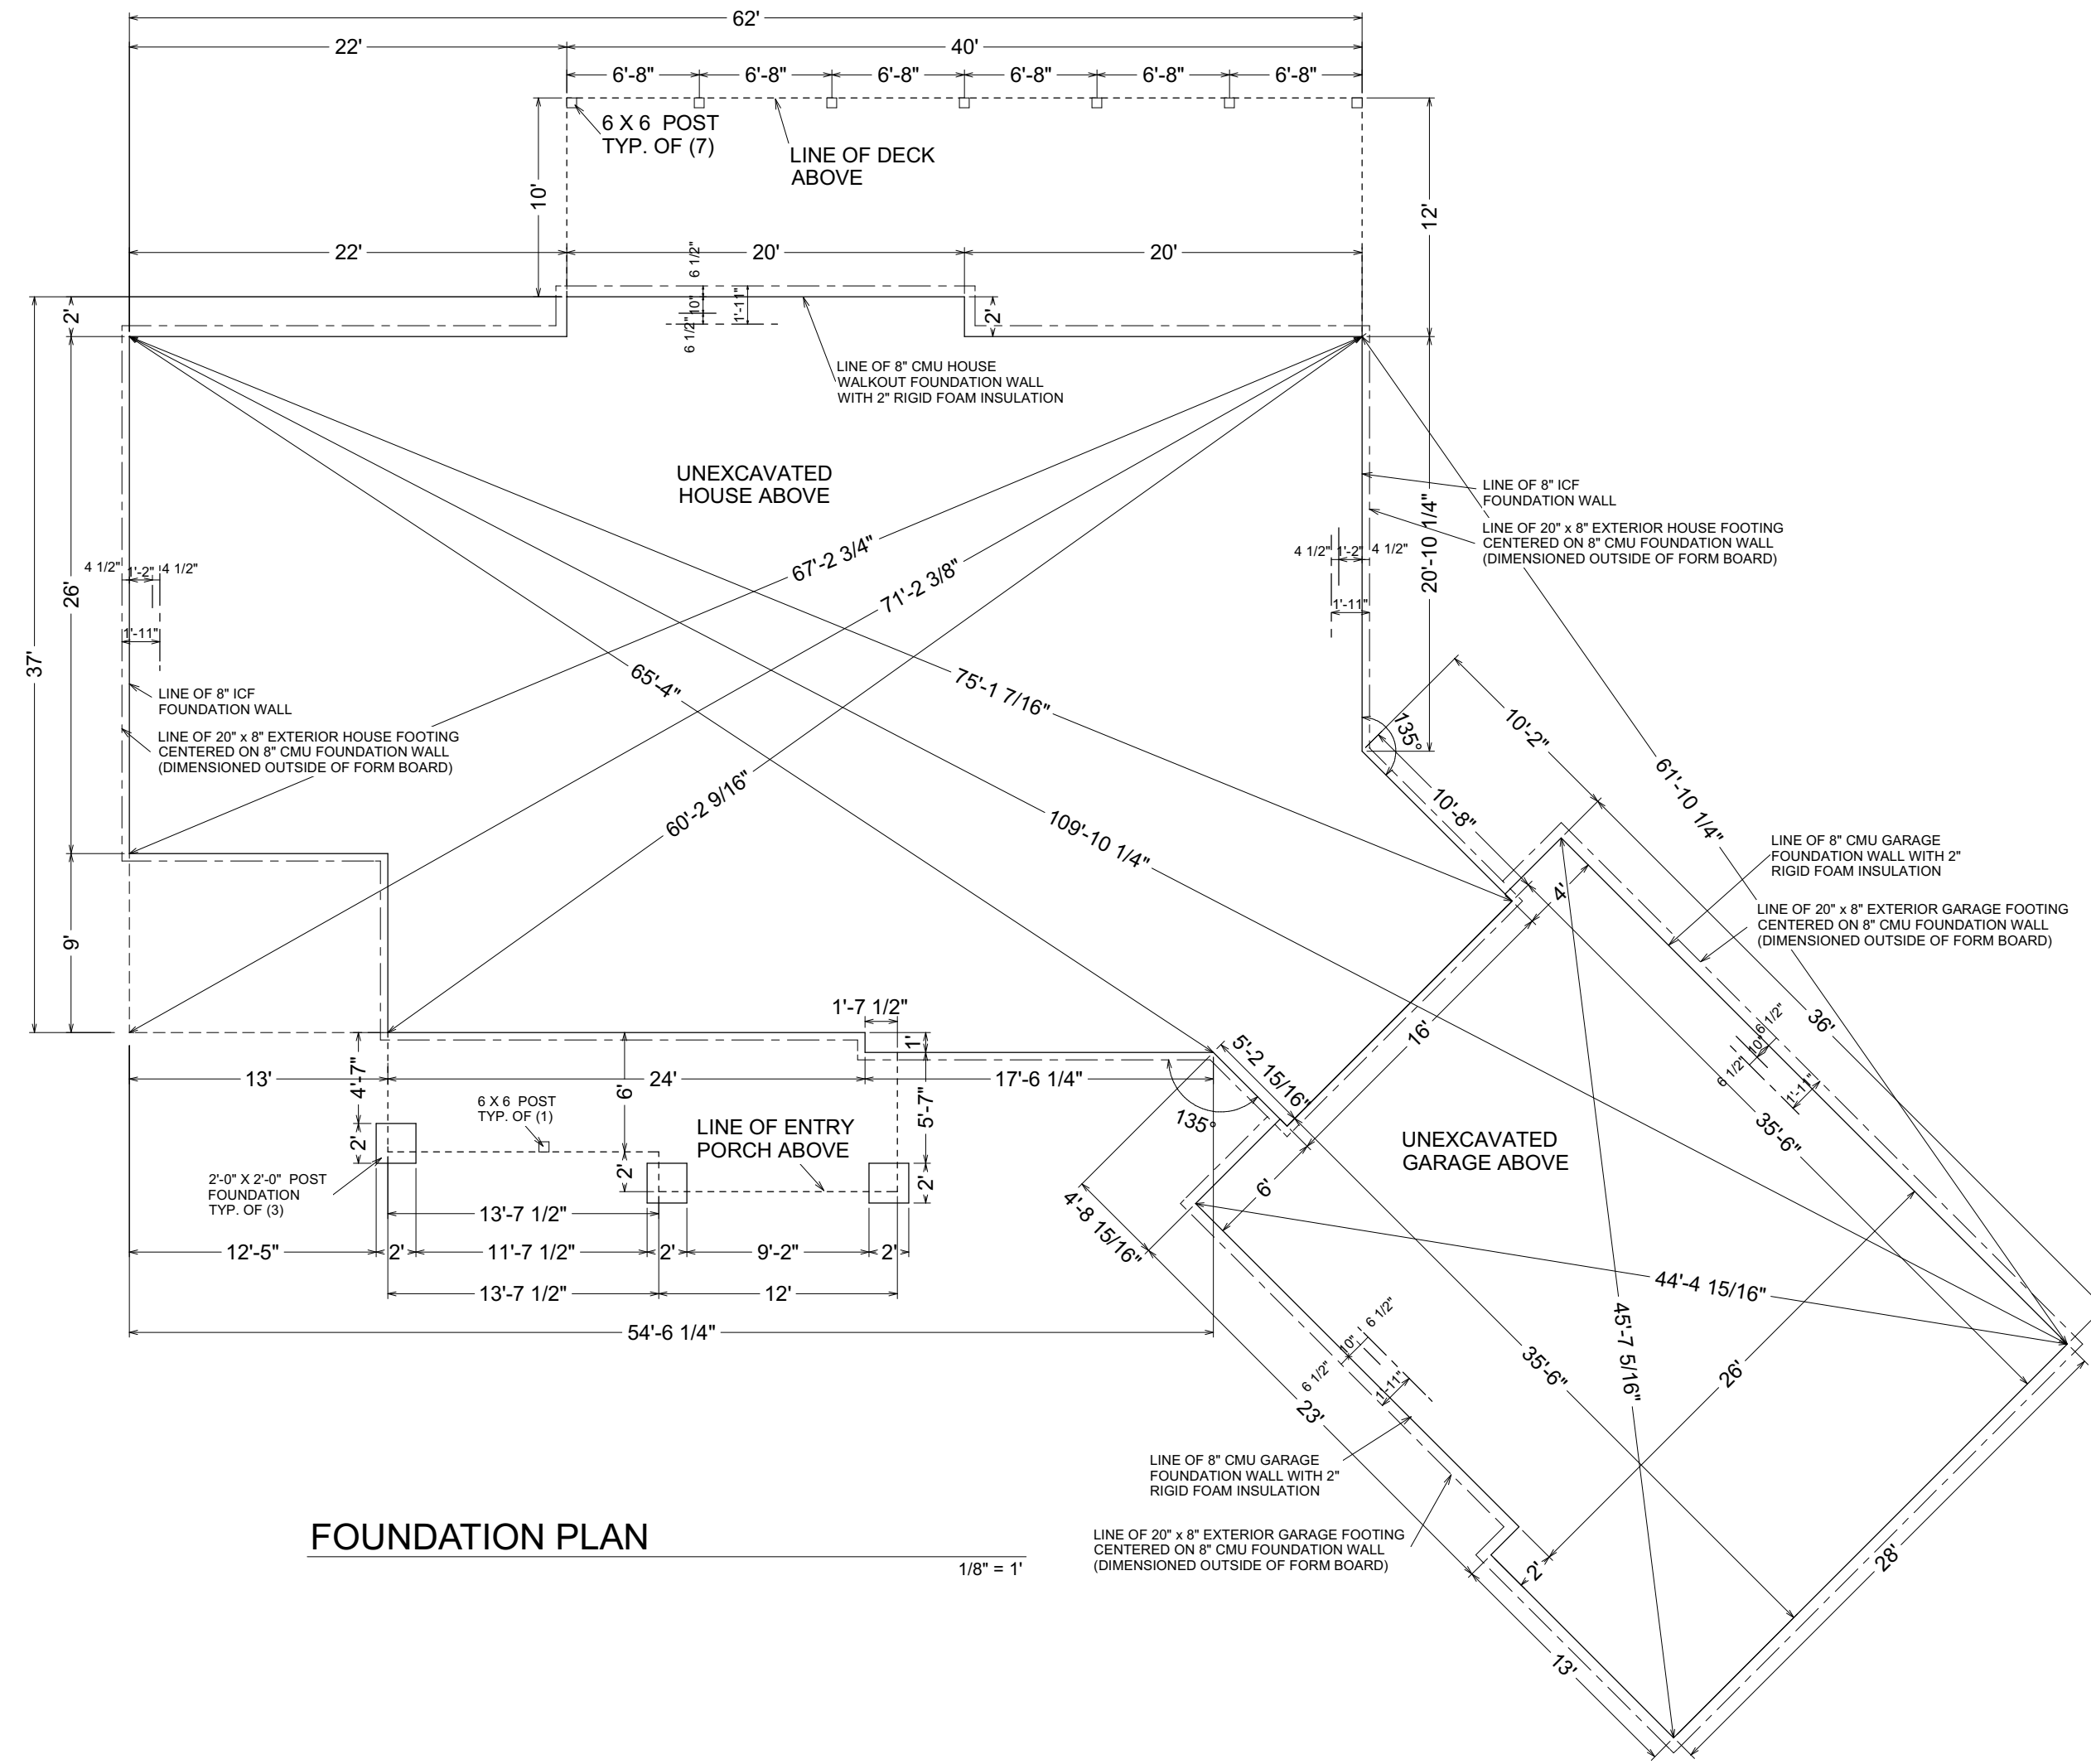 62'
22'
40'
6'-8"
6'-8"
6'-8"
6'-8"
6'-8"
6'-8"
6 X 6 POST
TYP. OF (7)
LINE OF DECK
ABOVE
10'
12'
22'
20'
20'
6 1/2"
10"
6 1/2"
1'-11"
2'
2'
LINE OF 8" CMU HOUSE
WALKOUT FOUNDATION WALL
WITH 2" RIGID FOAM INSULATION
UNEXCAVATED
HOUSE ABOVE
LINE OF 8" ICF
FOUNDATION WALL
LINE OF 20" x 8" EXTERIOR HOUSE FOOTING
CENTERED ON 8" CMU FOUNDATION WALL
(DIMENSIONED OUTSIDE OF FORM BOARD)
20'-10 1/4"
4 1/2"
1'-2"
4 1/2"
1'-11"
4 1/2"
1'-2"
4 1/2"
1'-11"
26'
37'
9'
67'-2 3/4"
71'-2 3/8"
65'-4"
75'-1 7/16"
60'-2 9/16"
109'-10 1/4"
LINE OF 8" ICF
FOUNDATION WALL
LINE OF 20" x 8" EXTERIOR HOUSE FOOTING
CENTERED ON 8" CMU FOUNDATION WALL
(DIMENSIONED OUTSIDE OF FORM BOARD)
135°
10'-2"
10'-8"
61'-10 1/4"
LINE OF 8" CMU GARAGE
FOUNDATION WALL WITH 2"
RIGID FOAM INSULATION
LINE OF 20" x 8" EXTERIOR GARAGE FOOTING
CENTERED ON 8" CMU FOUNDATION WALL
(DIMENSIONED OUTSIDE OF FORM BOARD)
4'
16'
36'
6 1/2"
10"
6 1/2"
1'-11"
35'-6"
1'-7 1/2"
1'
5'-2 15/16"
13'
4'-7"
24'
6'
17'-6 1/4"
5'-7"
135°
6 X 6 POST
TYP. OF (1)
LINE OF ENTRY
PORCH ABOVE
UNEXCAVATED
GARAGE ABOVE
2'
2'
2'
2'-0" X 2'-0" POST
FOUNDATION
TYP. OF (3)
6'
4'-8 15/16"
13'-7 1/2"
12'-5"
2'
11'-7 1/2"
2'
9'-2"
2'
13'-7 1/2"
12'
54'-6 1/4"
44'-4 15/16"
45'-7 5/16"
35'-6"
26'
6 1/2"
10"
6 1/2"
1'-11"
23'
LINE OF 8" CMU GARAGE
FOUNDATION WALL WITH 2"
RIGID FOAM INSULATION
LINE OF 20" x 8" EXTERIOR GARAGE FOOTING
CENTERED ON 8" CMU FOUNDATION WALL
(DIMENSIONED OUTSIDE OF FORM BOARD)
2'
28'
13'
FOUNDATION PLAN
1/8" = 1'